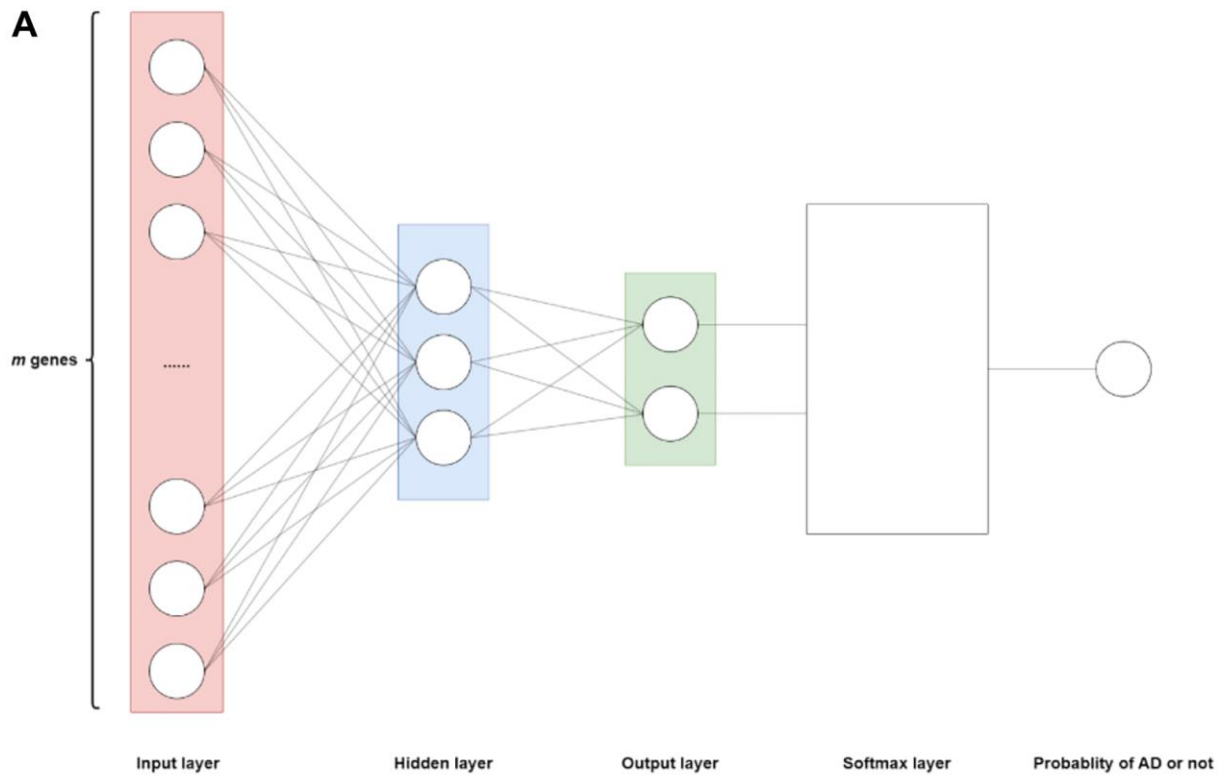 A
m genes
......
Input layer
Hidden layer
Output layer
Softmax layer
Probablity of AD or not